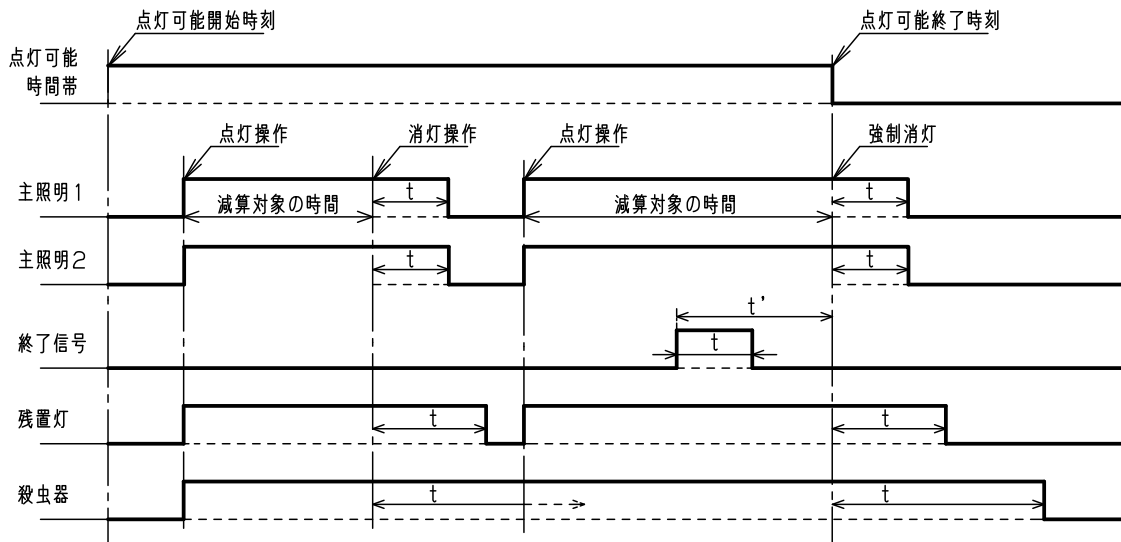 点灯可能開始時刻
点灯可能終了時刻
点灯可能
時間帯
点灯操作
消灯操作
点灯操作
強制消灯
主照明1
t
t
減算対象の時間
減算対象の時間
主照明2
t
t
t'
終了信号
t
残置灯
t
t
殺虫器
t
t